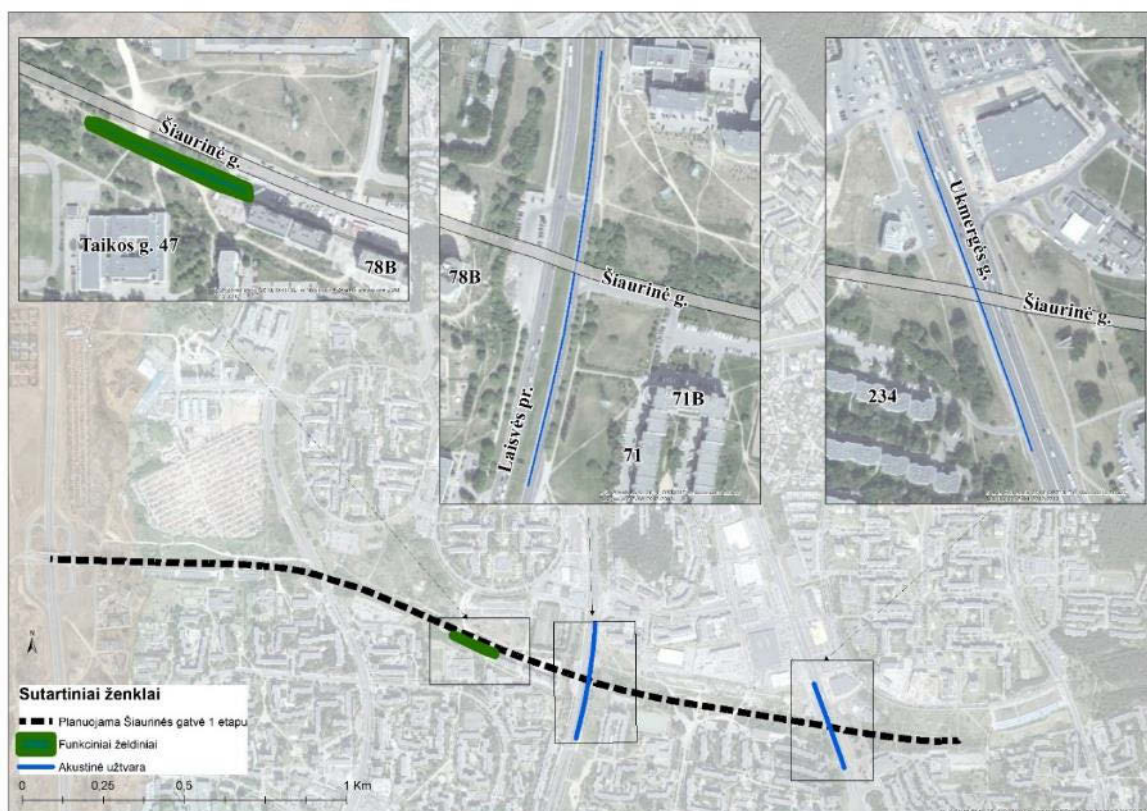 Šiaurinė g.
Taikos g. 47
78B
78B
Šiaurinė g.
Laisvės pr.
71B
71
Ukmergės g.
Šiaurinė g.
234
N
Sutartiniai ženklai
Planuojama Šiaurinės gatvė 1 etapu
Funkciniai želdiniai
Akustinė užtvara
0 0,25 0,5 1 Km